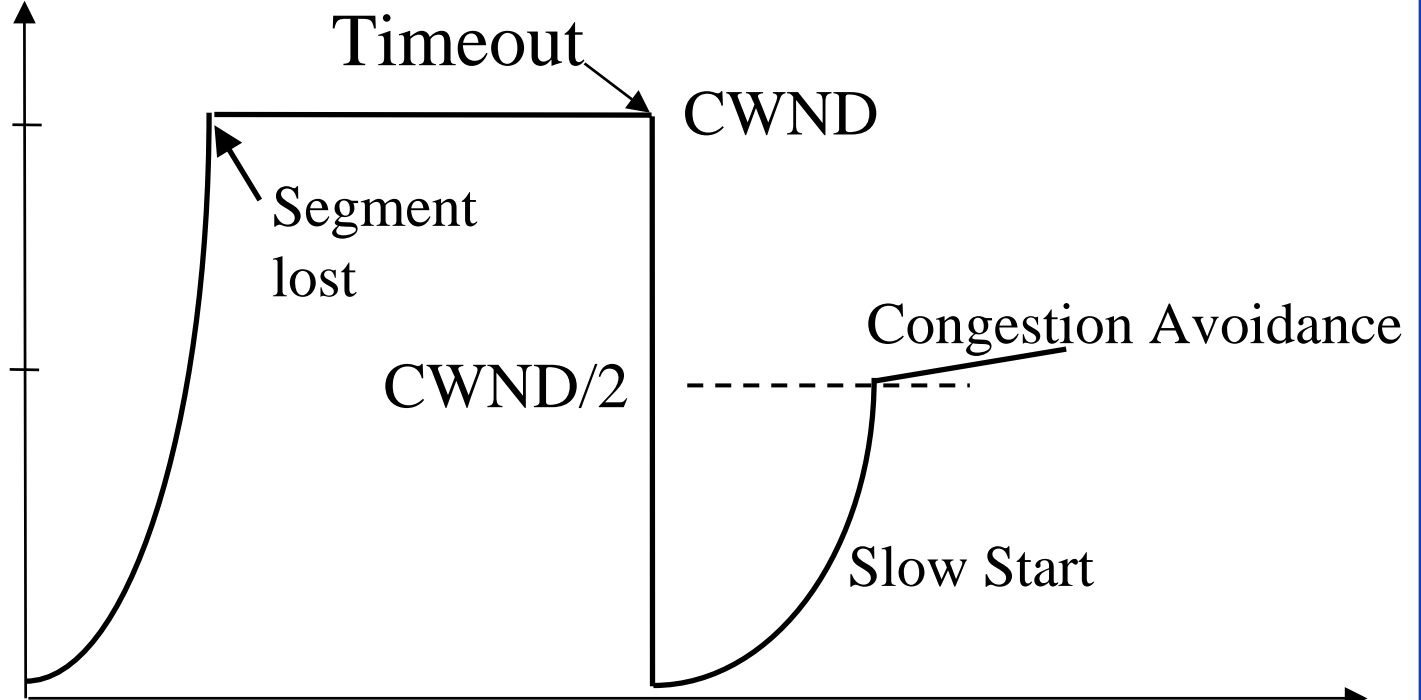 Timeout
CWND
Segment
lost
Congestion Avoidance
CWND/2
Slow Start